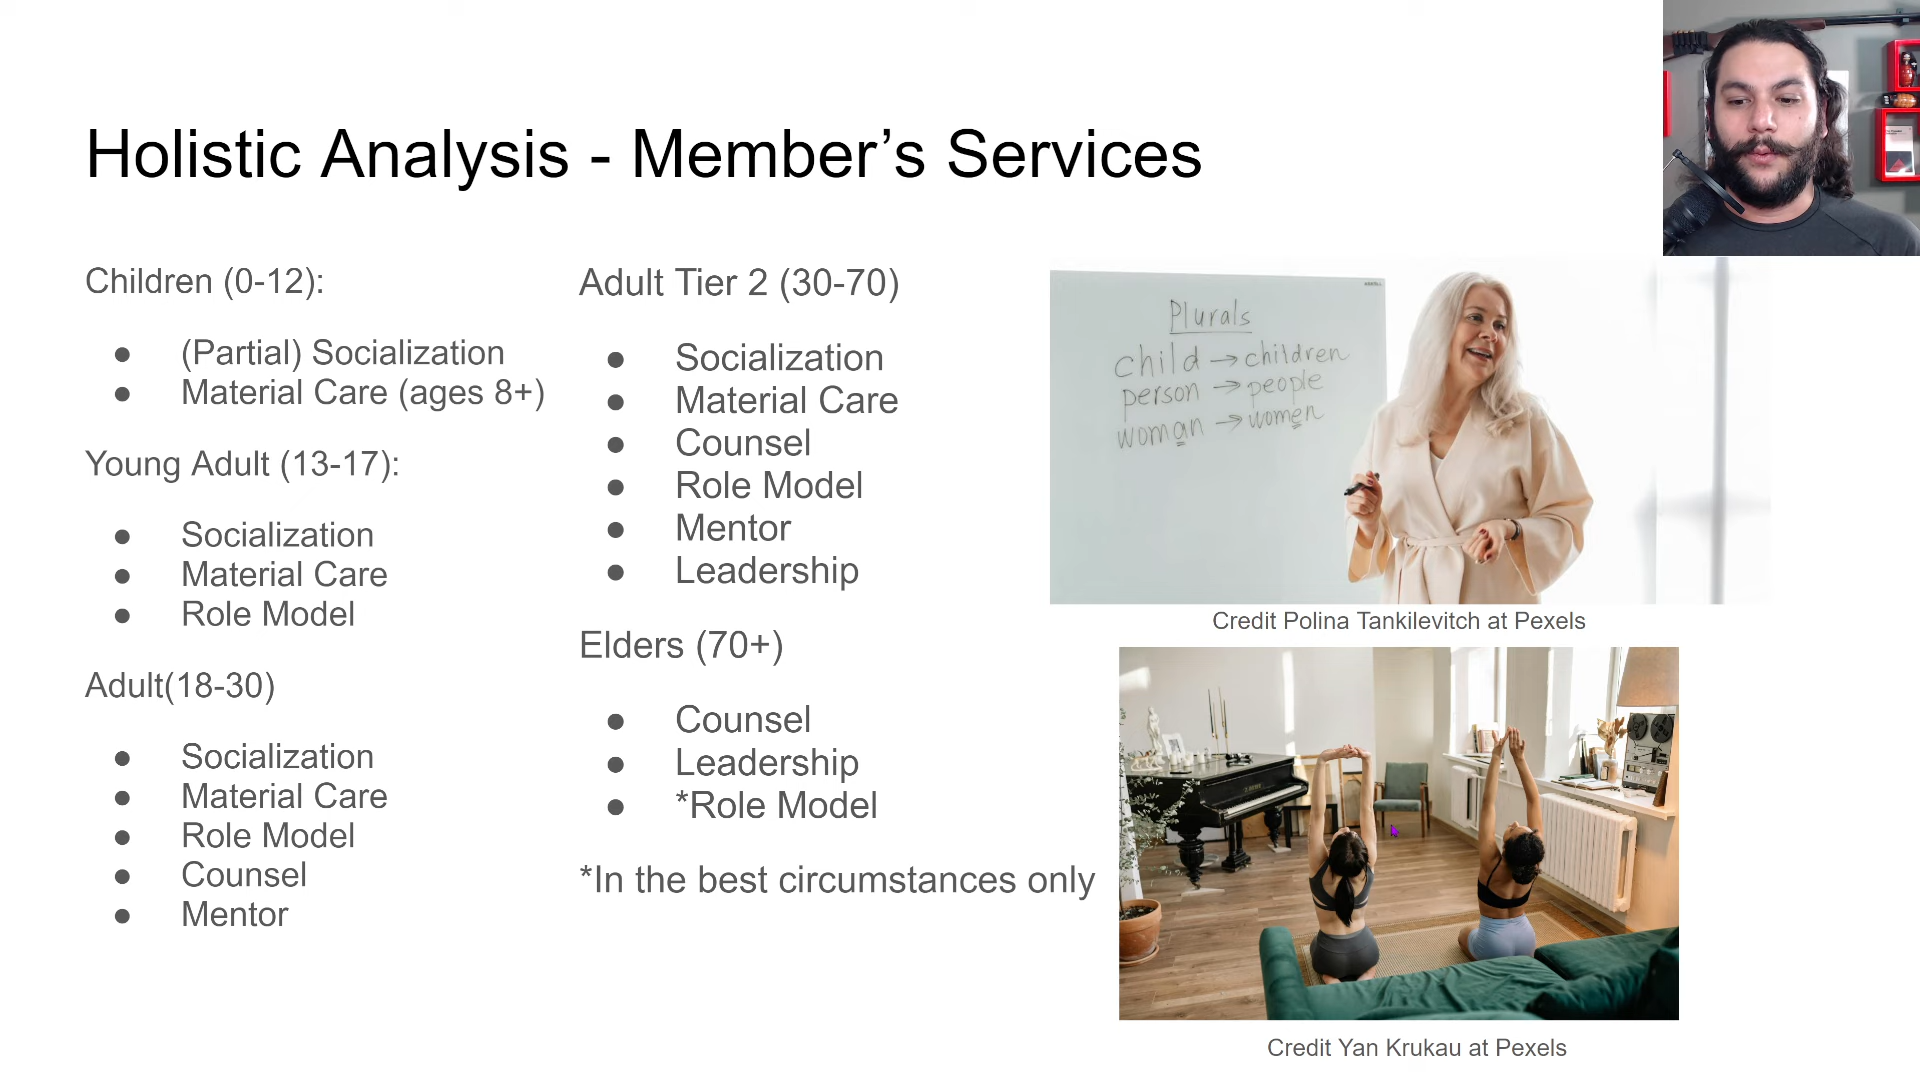 Holistic Analysis - Member’s Services
Children (0-12):
● (Partial) Socialization
● Material Care (ages 8+)
Young Adult (13-17):
● Socialization
● Material Care
● Role Model
Adult(18-30)
● Socialization
● Material Care
● Role Model
● Counsel
● Mentor
Adult Tier 2 (30-70)
● Socialization
● Material Care
● Counsel
● Role Model
● Mentor
● Leadership
Elders (70+)
● Counsel
● Leadership
● *Role Model
*In the best circumstances only
Plurals
child → children
person → people
woman → women
Credit Polina Tankilevitch at Pexels
Credit Yan Krukau at Pexels